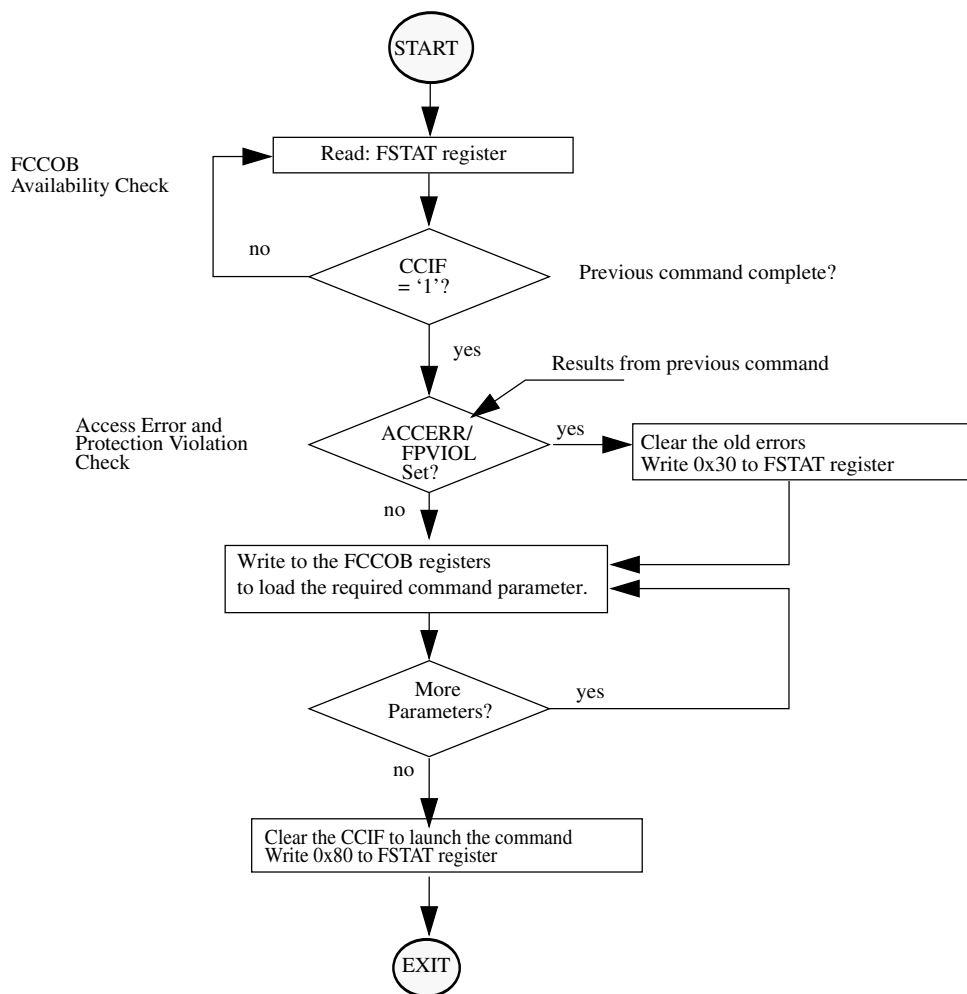 START
Read: FSTAT register
FCCOB
Availability Check
no
CCIF
= ‘1’?
Previous command complete?
yes
Results from previous command
Access Error and
Protection Violation
Check
ACCERR/
FPVIOL
Set?
yes
Clear the old errors
Write 0x30 to FSTAT register
no
Write to the FCCOB registers
to load the required command parameter.
More
Parameters?
yes
no
Clear the CCIF to launch the command
Write 0x80 to FSTAT register
EXIT